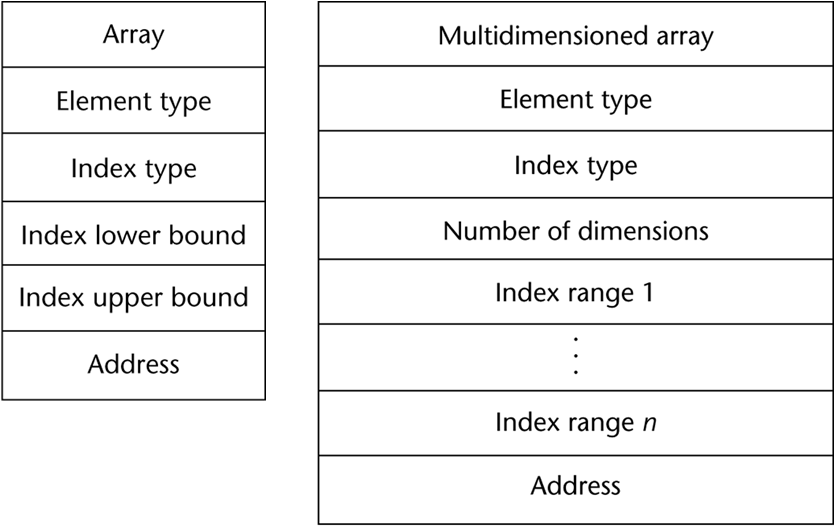 Array
Element type
Index type
Index lower bound
Index upper bound
Address
Multidimensioned array
Element type
Index type
Number of dimensions
Index range 1
⋮
Index range n
Address